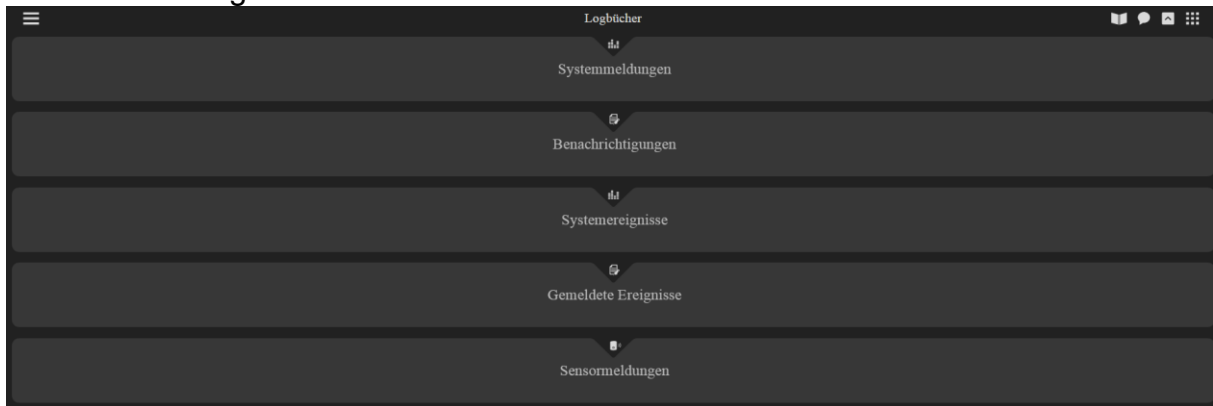 Logbücher
Systemmeldungen
Benachrichtigungen
Systemereignisse
Gemeldete Ereignisse
Sensormeldungen